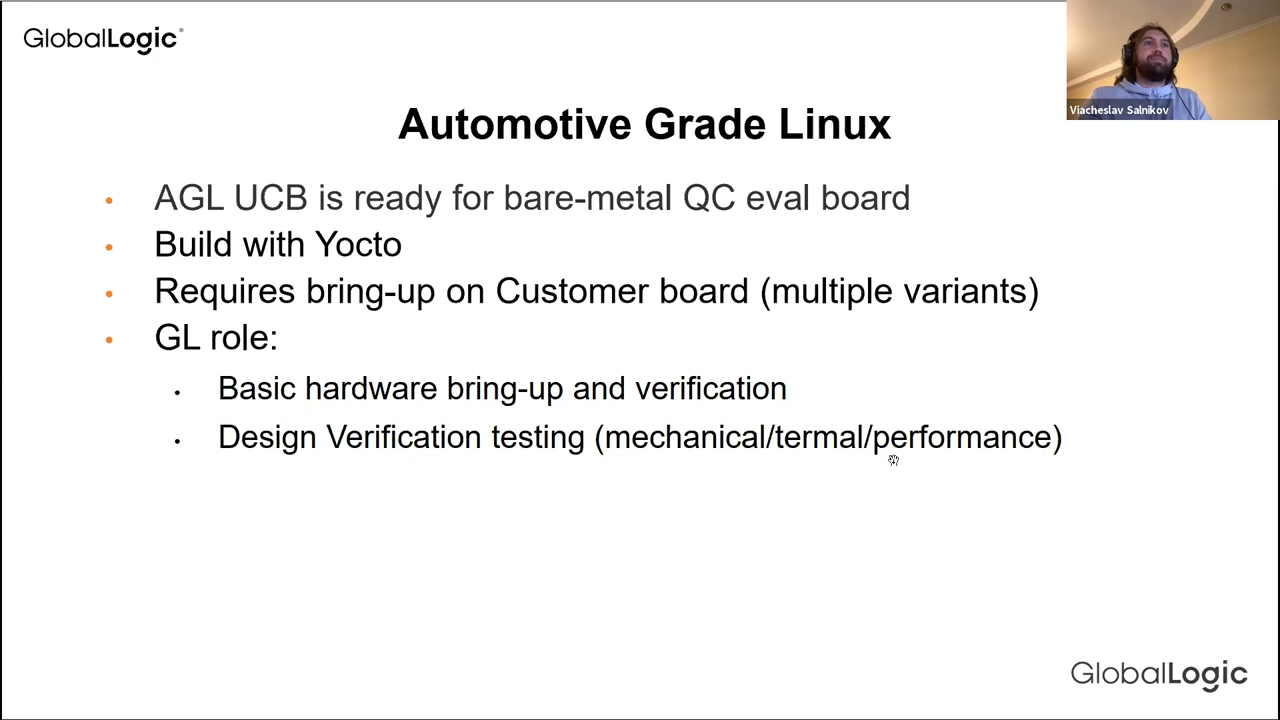 GlobalLogic
Viacheslav Salnikov
Automotive Grade Linux
• AGL UCB is ready for bare-metal QC eval board
• Build with Yocto
• Requires bring-up on Customer board (multiple variants)
• GL role:
• Basic hardware bring-up and verification
• Design Verification testing (mechanical/termal/performance)
GlobalLogic